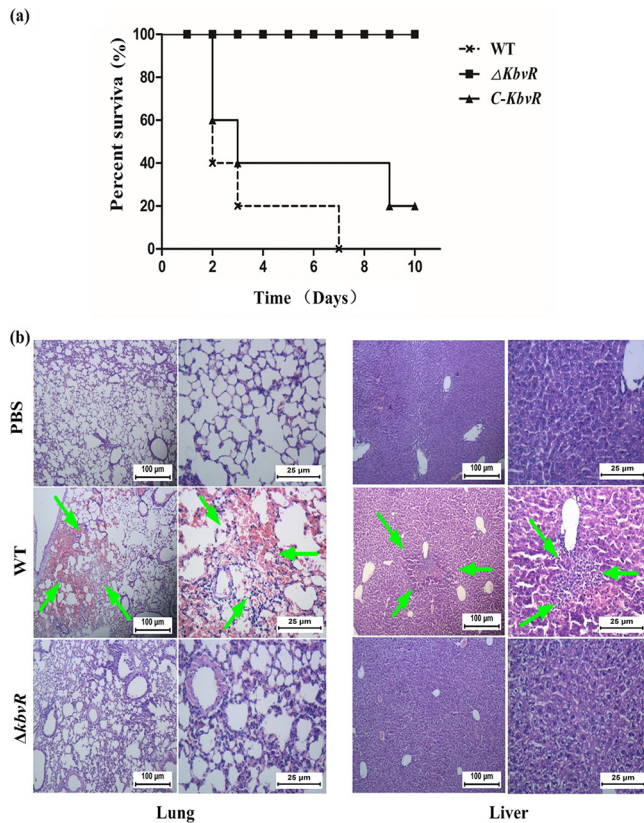 (a)
100
80
60
40
20
0
Percent surviva (%)
0 2 4 6 8 10
Time (Days)
WT
△KbvR
C-KbvR
(b)
PBS
100 μm
25 μm
100 μm
25 μm
WT
100 μm
25 μm
100 μm
25 μm
ΔkbvR
100 μm
25 μm
100 μm
25 μm
Lung
Liver